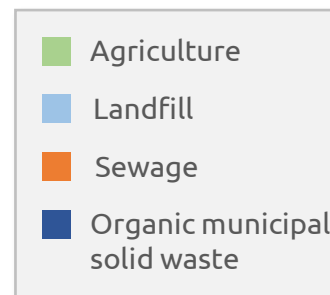 Agriculture
Landfill
Sewage
Organic municipal
solid waste